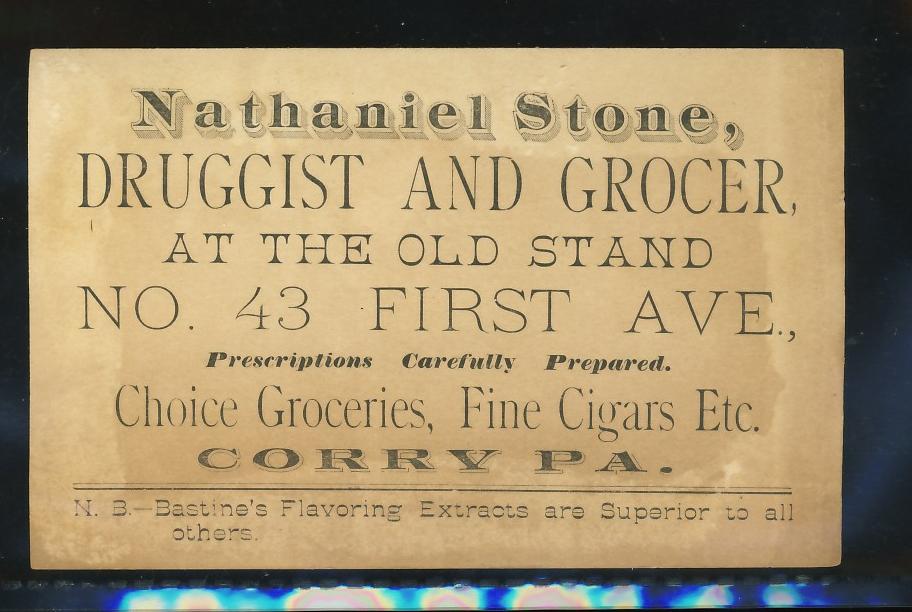 Nathaniel Stone,
DRUGGIST AND GROCER,
AT THE OLD STAND
NO. 43 FIRST AVE.,
Prescriptions Carefully Prepared.
Choice Groceries, Fine Cigars Etc.
CORRY PA.
N. B.—Bastine's Flavoring Extracts are Superior to all
others.